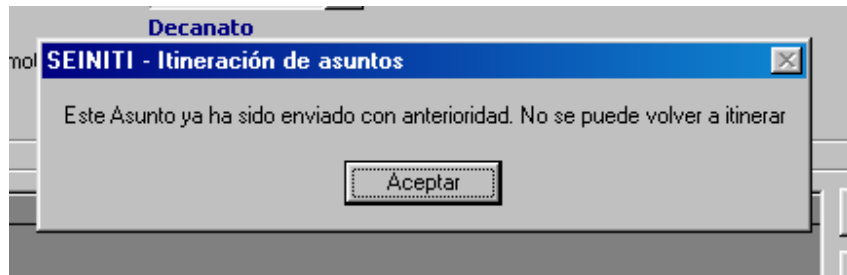 Decanato
SEINITI - Itineración de asuntos
Este Asunto ya ha sido enviado con anterioridad. No se puede volver a itinerar
Aceptar